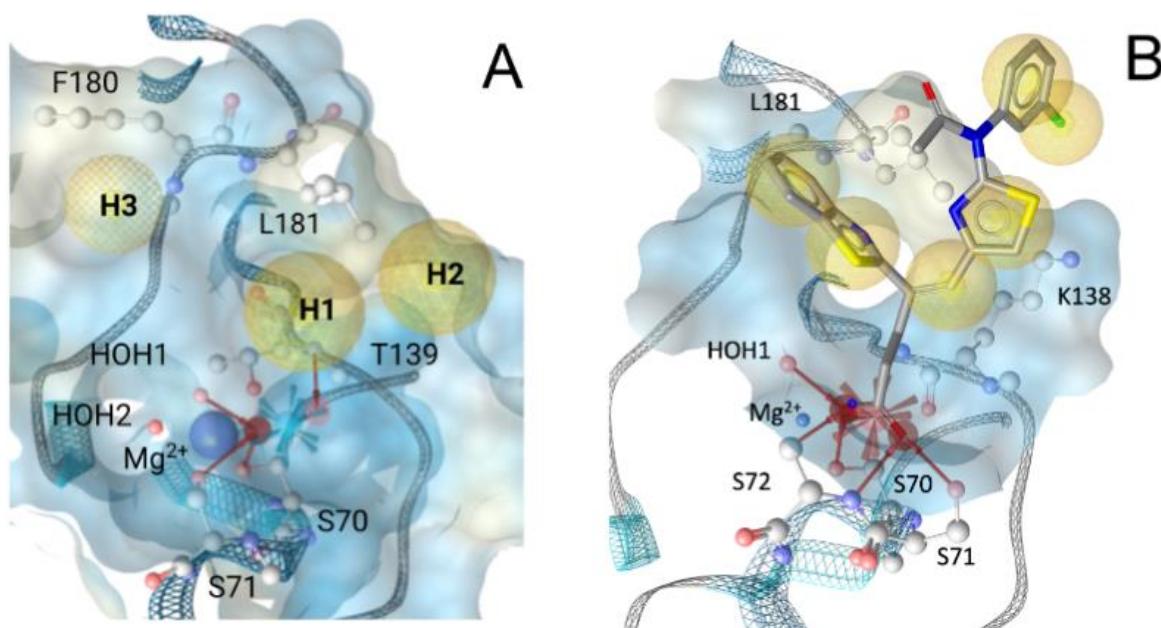 A
F180
H3
L181
H2
H1
HOH1
T139
HOH2
Mg2+
S70
S71
B
L181
K138
HOH1
Mg2+
S72
S70
S71